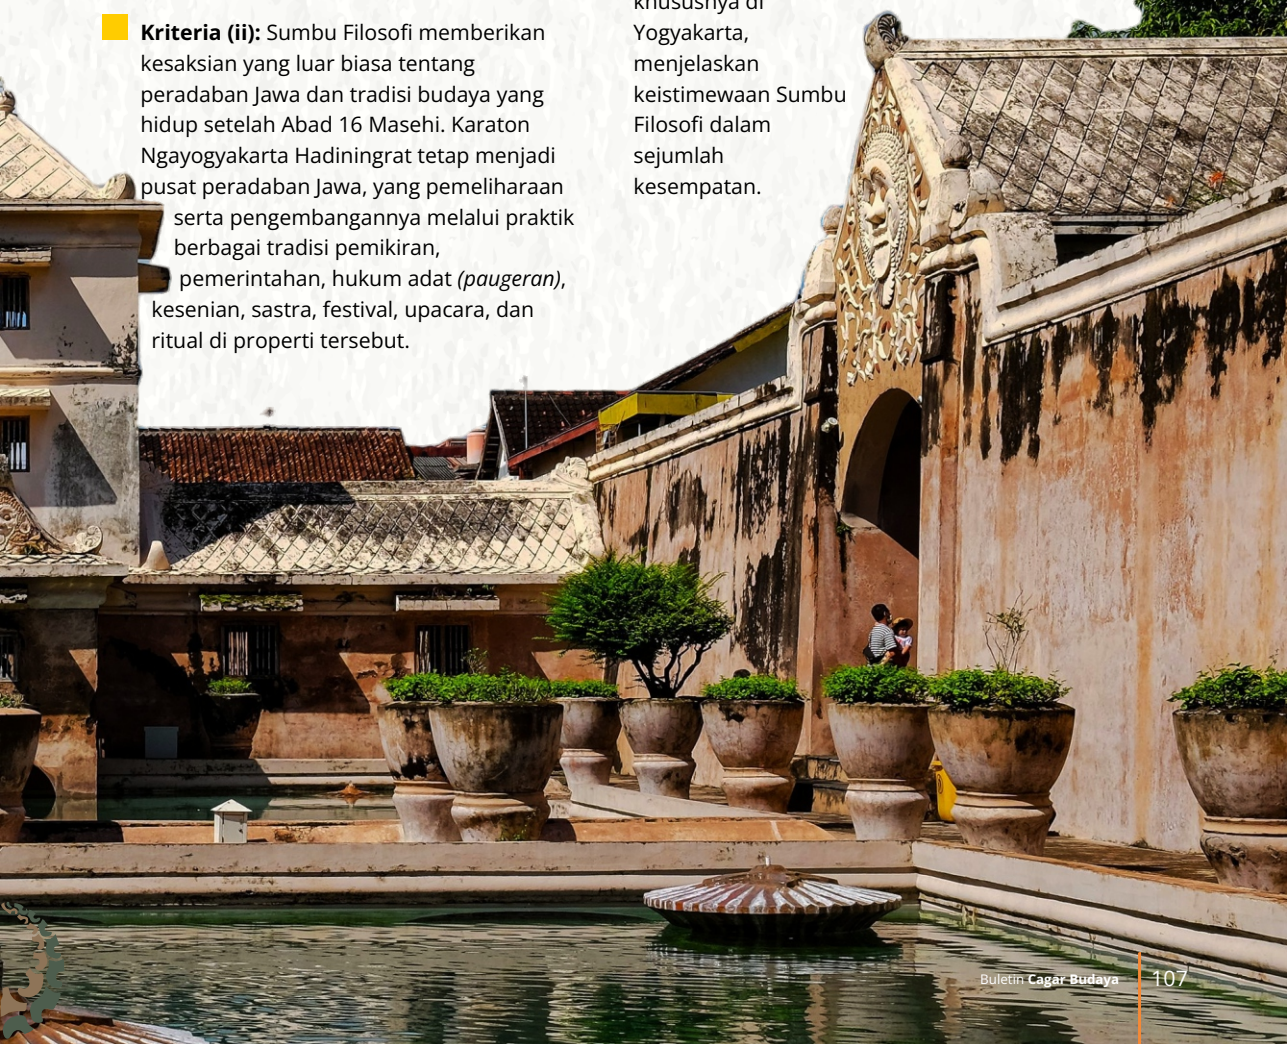 Kriteria (ii): Sumbu Filosofi memberikan
kesaksian yang luar biasa tentang
peradaban Jawa dan tradisi budaya yang
hidup setelah Abad 16 Masehi. Karaton
Ngayogyakarta Hadiningrat tetap menjadi
pusat peradaban Jawa, yang pemeliharaan
serta pengembangannya melalui praktik
berbagai tradisi pemikiran,
pemerintahan, hukum adat (paugeran),
kesenian, sastra, festival, upacara, dan
ritual di properti tersebut.
khususnya di
Yogyakarta,
menjelaskan
keistimewaan Sumbu
Filosofi dalam
sejumlah
kesempatan.
Buletin Cagar Budaya
107